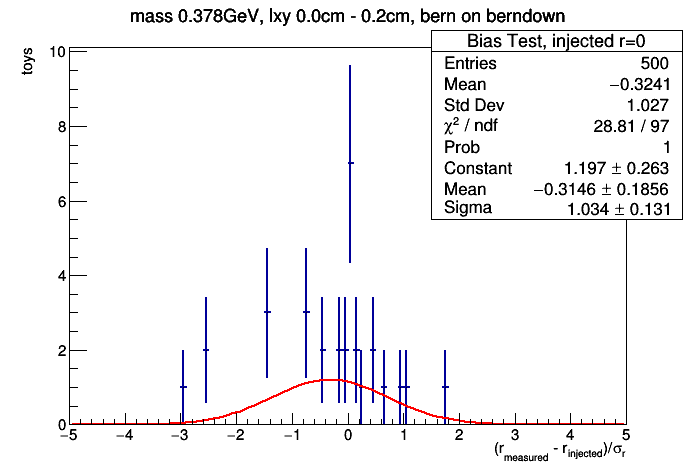 mass 0.378GeV, lxy 0.0cm - 0.2cm, bern on berndown
Bias Test, injected r=0
Entries 500
Mean −0.3241
Std Dev 1.027
χ² / ndf 28.81 / 97
Prob 1
Constant 1.197 ± 0.263
Mean −0.3146 ± 0.1856
Sigma 1.034 ± 0.131
toys
10
8
6
4
2
0
−5 −4 −3 −2 −1 0 1 2 3 4 5
(r_measured - r_injected)/σ_r